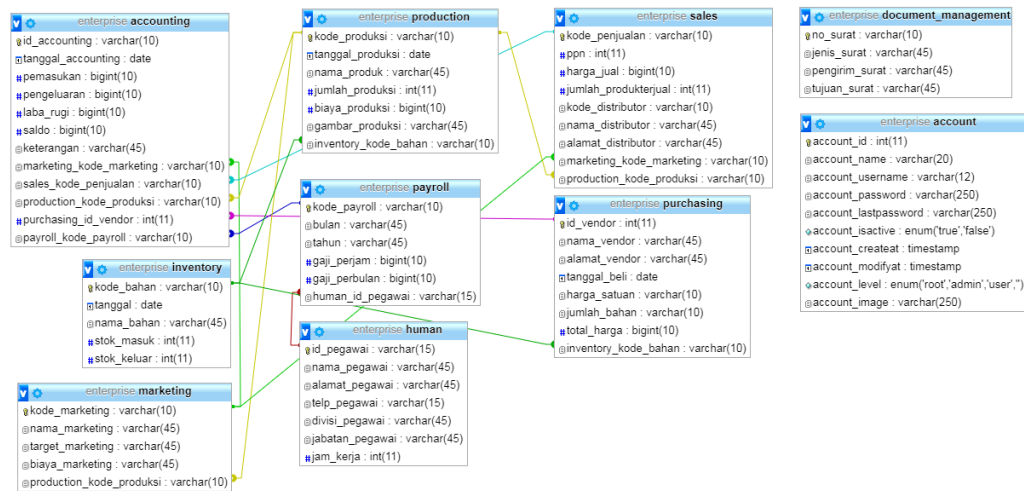 enterprise accounting
id_accounting : varchar(10)
tanggal_accounting : date
pemasukan : bigint(10)
pengeluaran : bigint(10)
laba_rugi : bigint(10)
saldo : bigint(10)
keterangan : varchar(45)
marketing_kode_marketing : varchar(10)
sales_kode_penjualan : varchar(10)
production_kode_produksi : varchar(10)
purchasing_id_vendor : int(11)
payroll_kode_payroll : varchar(10)
enterprise inventory
kode_bahan : varchar(10)
tanggal : date
nama_bahan : varchar(45)
stok_masuk : int(11)
stok_keluar : int(11)
enterprise marketing
kode_marketing : varchar(10)
nama_marketing : varchar(45)
target_marketing : varchar(45)
biaya_marketing : varchar(45)
production_kode_produksi : varchar(10)
enterprise production
kode_produksi : varchar(10)
tanggal_produksi : date
nama_produk : varchar(45)
jumlah_produksi : int(11)
biaya_produksi : bigint(10)
gambar_produksi : varchar(45)
inventory_kode_bahan : varchar(10)
enterprise payroll
kode_payroll : varchar(10)
bulan : varchar(45)
tahun : varchar(45)
gaji_perjam : bigint(10)
gaji_perbulan : bigint(10)
human_id_pegawai : varchar(15)
enterprise human
id_pegawai : varchar(15)
nama_pegawai : varchar(45)
alamat_pegawai : varchar(45)
telp_pegawai : varchar(15)
divisi_pegawai : varchar(45)
jabatan_pegawai : varchar(45)
jam_kerja : int(11)
enterprise sales
kode_penjualan : varchar(10)
ppn : int(11)
harga_jual : bigint(10)
jumlah_produkterjual : int(11)
kode_distributor : varchar(10)
nama_distributor : varchar(45)
alamat_distributor : varchar(45)
marketing_kode_marketing : varchar(10)
production_kode_produksi : varchar(10)
enterprise purchasing
id_vendor : int(11)
nama_vendor : varchar(45)
alamat_vendor : varchar(45)
tanggal_beli : date
harga_satuan : varchar(10)
jumlah_bahan : varchar(10)
total_harga : bigint(10)
inventory_kode_bahan : varchar(10)
enterprise document_management
no_surat : varchar(10)
jenis_surat : varchar(45)
pengirim_surat : varchar(45)
tujuan_surat : varchar(45)
enterprise account
account_id : int(11)
account_name : varchar(20)
account_username : varchar(12)
account_password : varchar(250)
account_lastpassword : varchar(250)
account_isactive : enum('true','false')
account_createat : timestamp
account_modifyat : timestamp
account_level : enum('root','admin','user','')
account_image : varchar(250)